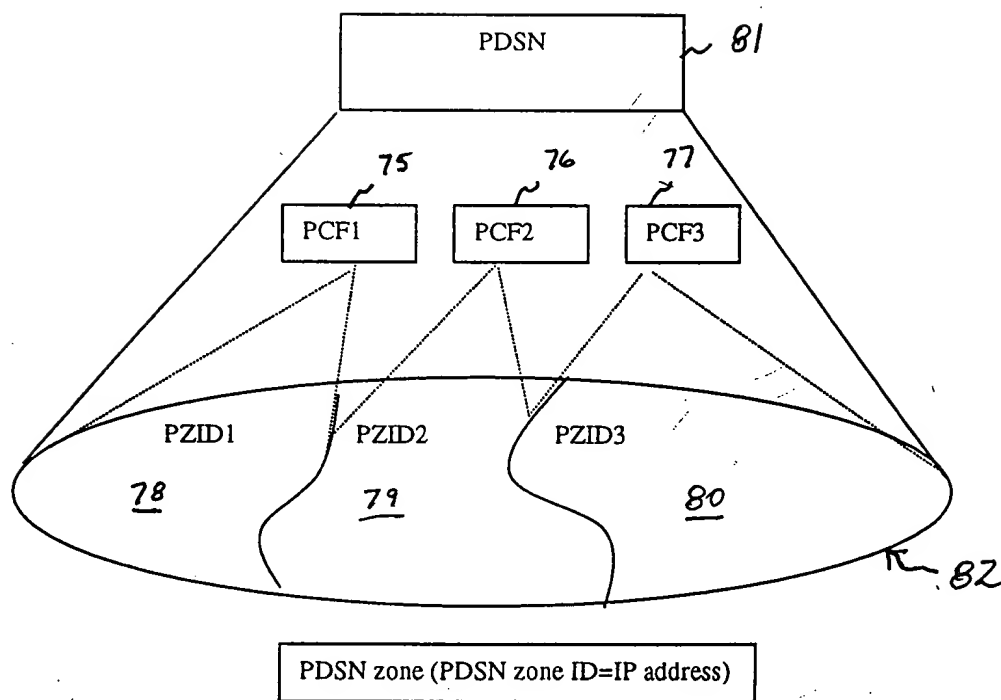 PDSN
81
75
76
77
PCF1
PCF2
PCF3
PZID1
PZID2
PZID3
78
79
80
82
PDSN zone (PDSN zone ID=IP address)